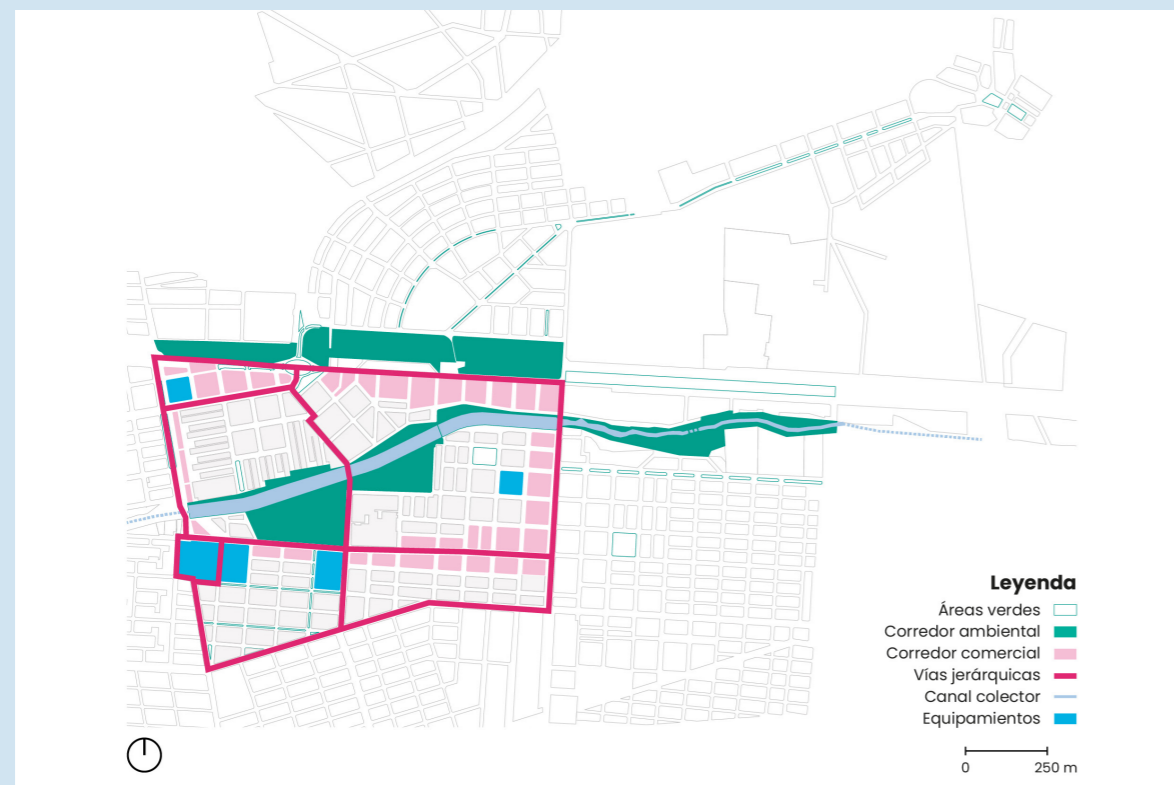 Leyenda
Áreas verdes
Corredor ambiental
Corredor comercial
Vías jerárquicas
Canal colector
Equipamientos
0 250 m